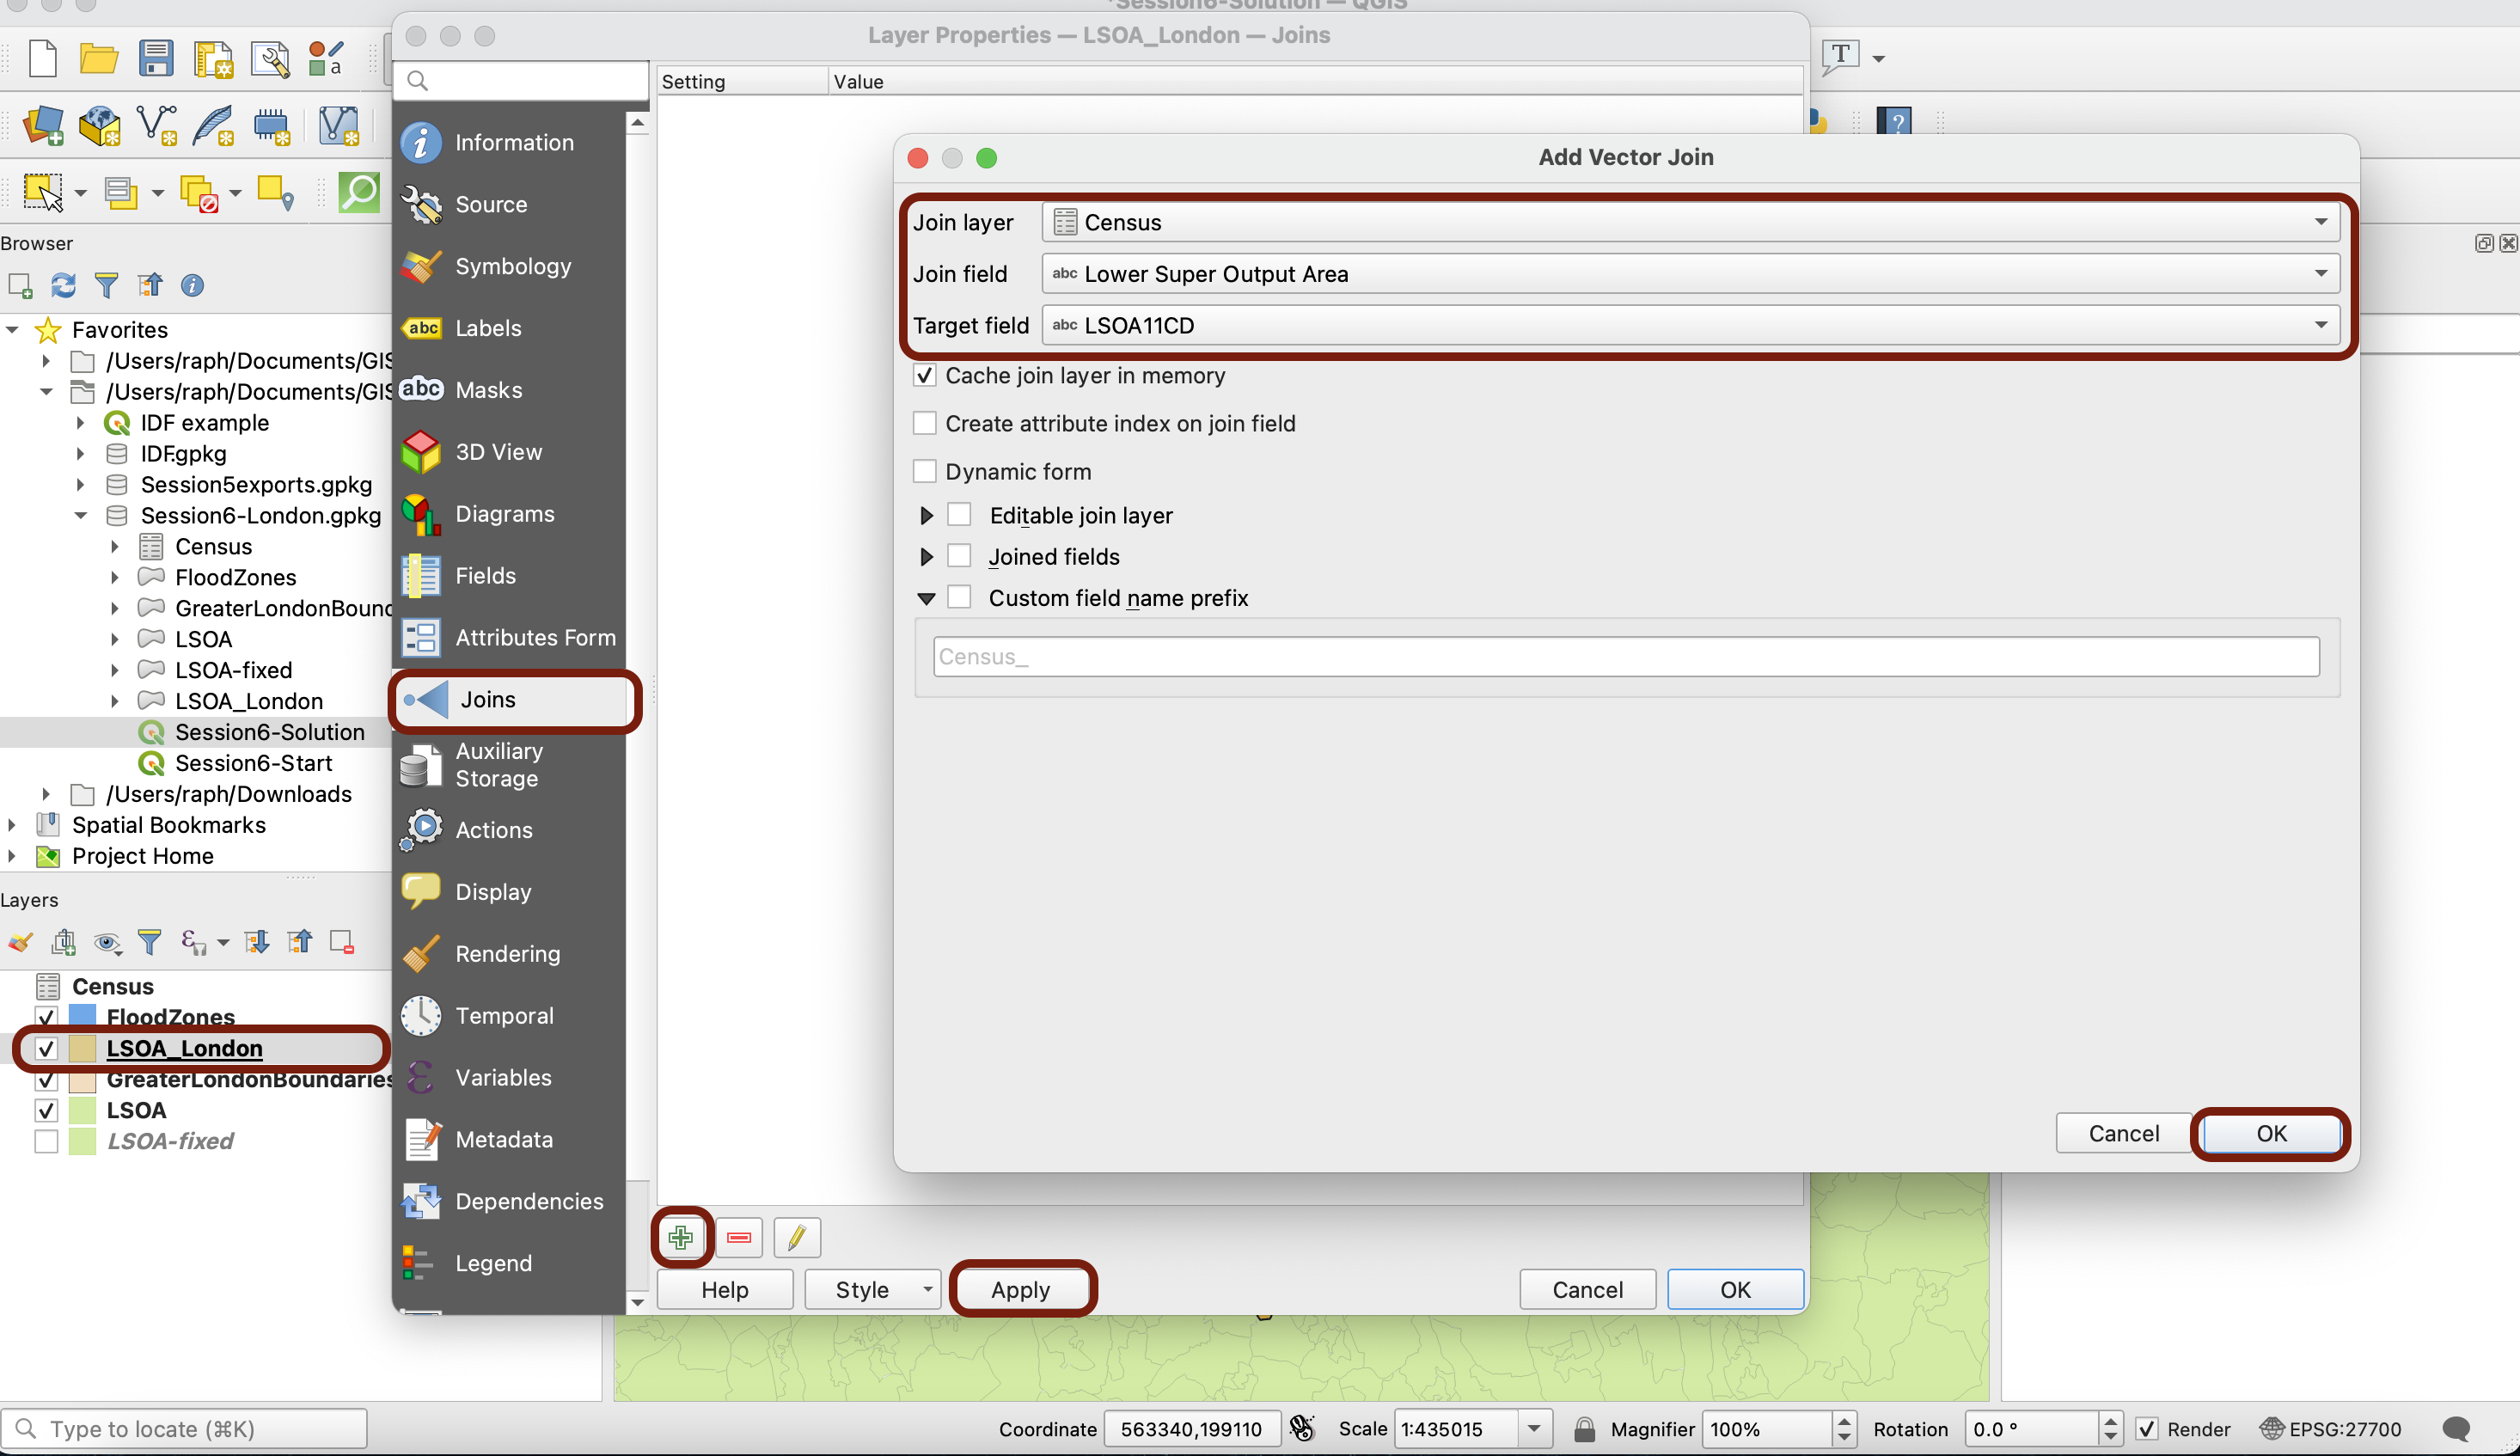 *Session6-Solution — QGIS
Layer Properties — LSOA_London — Joins
Setting
Value
Add Vector Join
Join layer
Census
Join field
abc Lower Super Output Area
Target field
abc LSOA11CD
Cache join layer in memory
Create attribute index on join field
Dynamic form
Editable join layer
Joined fields
Custom field name prefix
Census_
Cancel
OK
Information
Source
Symbology
abc Labels
abc Masks
3D View
Diagrams
Fields
Attributes Form
Joins
Auxiliary
Storage
Actions
Display
Rendering
Temporal
Variables
Metadata
Dependencies
Legend
Help
Style
Apply
Cancel
OK
Browser
Favorites
/Users/raph/Documents/GIS
/Users/raph/Documents/GIS
IDF example
IDF.gpkg
Session5exports.gpkg
Session6-London.gpkg
Census
FloodZones
GreaterLondonBound
LSOA
LSOA-fixed
LSOA_London
Session6-Solution
Session6-Start
/Users/raph/Downloads
Spatial Bookmarks
Project Home
Layers
Census
FloodZones
LSOA_London
GreaterLondonBoundaries
LSOA
LSOA-fixed
Type to locate (⌘K)
Coordinate
563340,199110
Scale
1:435015
Magnifier
100%
Rotation
0.0 °
Render
EPSG:27700